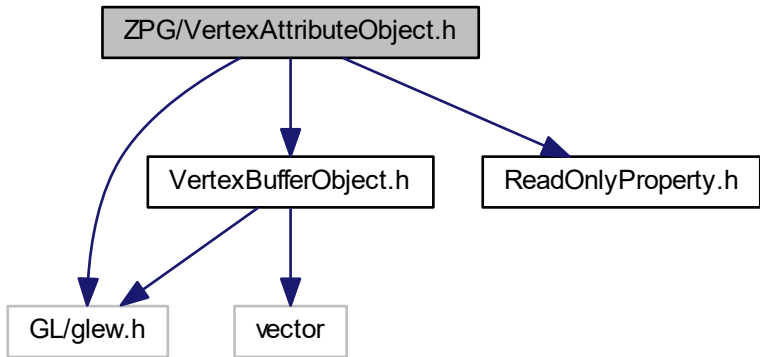 ZPG/VertexAttributeObject.h
VertexBufferObject.h
ReadOnlyProperty.h
GL/glew.h
vector